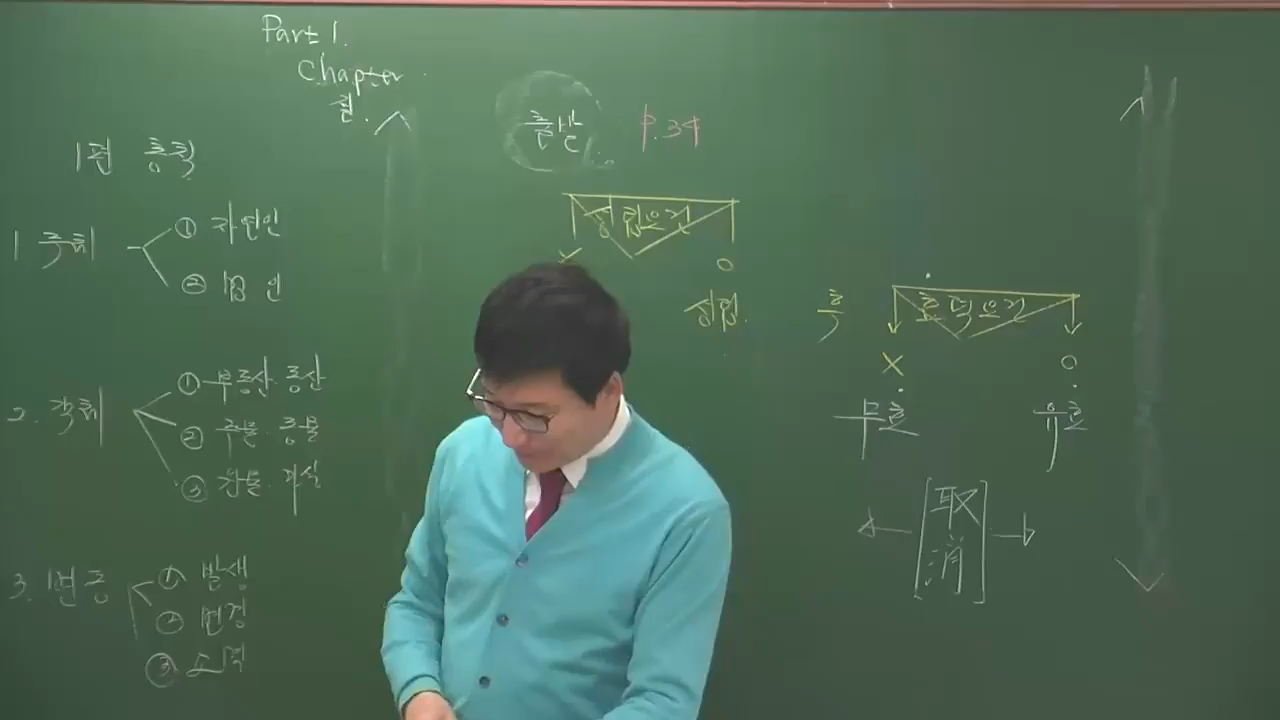 Part 1.
Chapter
1편 총칙
1 주체
① 자연인
② 법인
2. 객체
① 부동산. 동산
② 주물. 종물
③ 원물. 과실
3. 변동
① 발생
② 변경
③ 소멸
출발
P.34
성립요건
O
성립.
후
효력요건
X
O
무효
유효
取
消